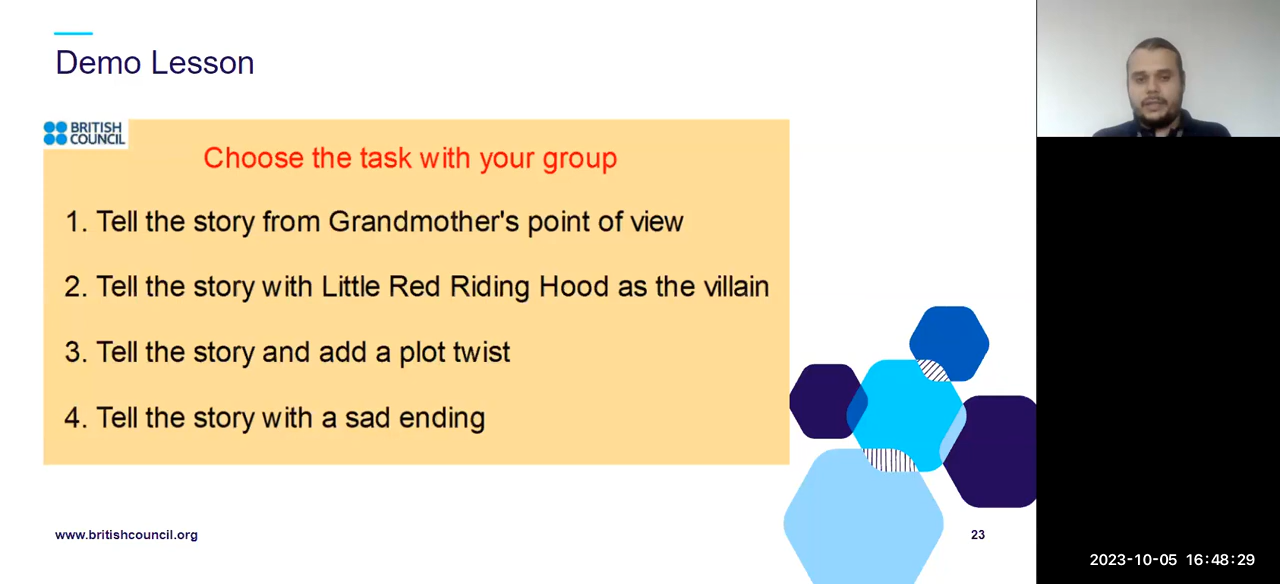 Demo Lesson
BRITISH
COUNCIL
Choose the task with your group
1. Tell the story from Grandmother's point of view
2. Tell the story with Little Red Riding Hood as the villain
3. Tell the story and add a plot twist
4. Tell the story with a sad ending
www.britishcouncil.org
23
2023-10-05 16:48:29